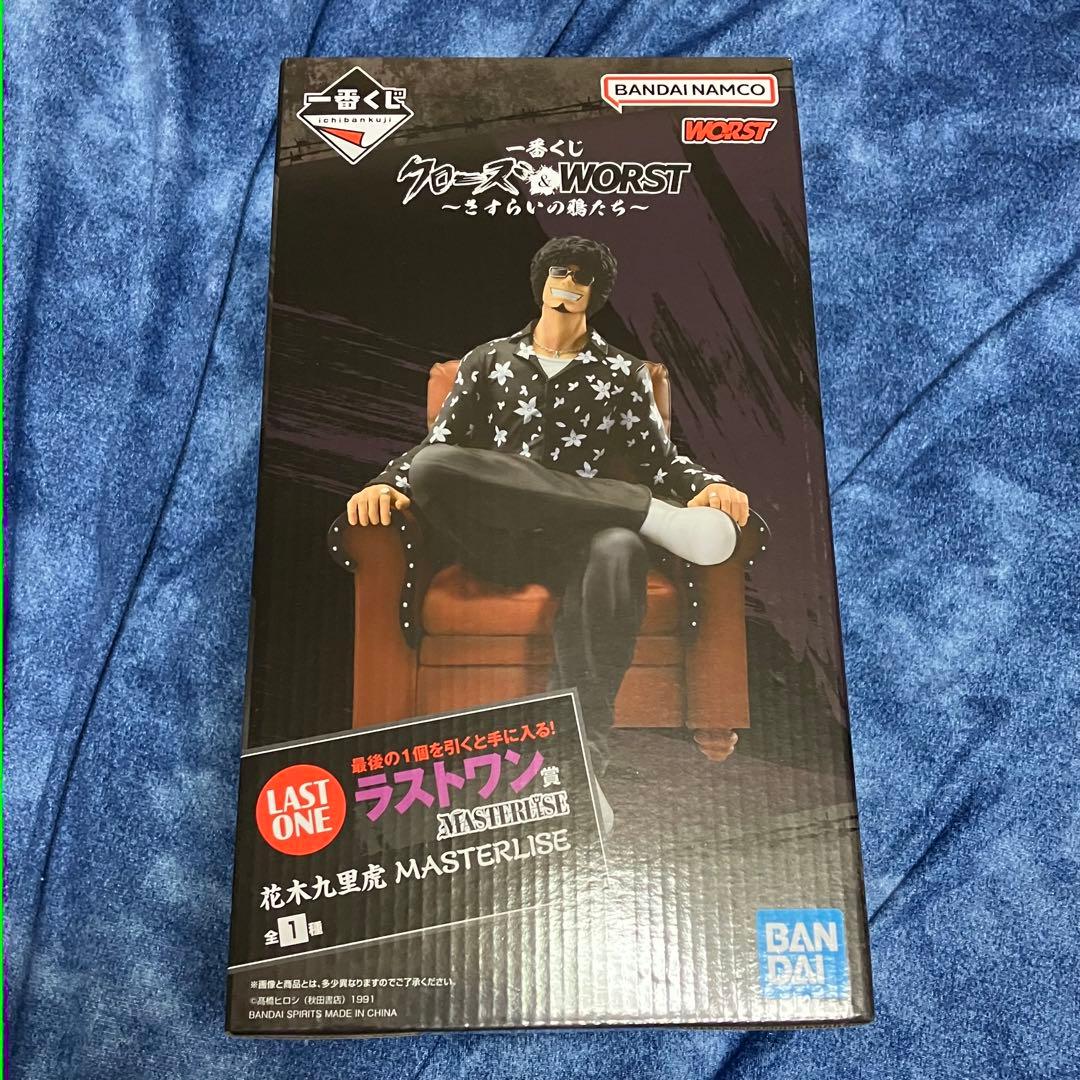 一番くじ
ichibankuji
BANDAI NAMCO
WORST
一番くじ
クローズ&WORST
～さすらいの鴉たち～
LAST
ONE
最後の1個を引くと手に入る!
ラストワン賞
MASTERLISE
花木九里虎 MASTERLISE
全1種
※画像と商品とは、多少異なりますのでご了承ください。
©髙橋ヒロシ（秋田書店）1991
BANDAI SPIRITS MADE IN CHINA
BAN
DAI